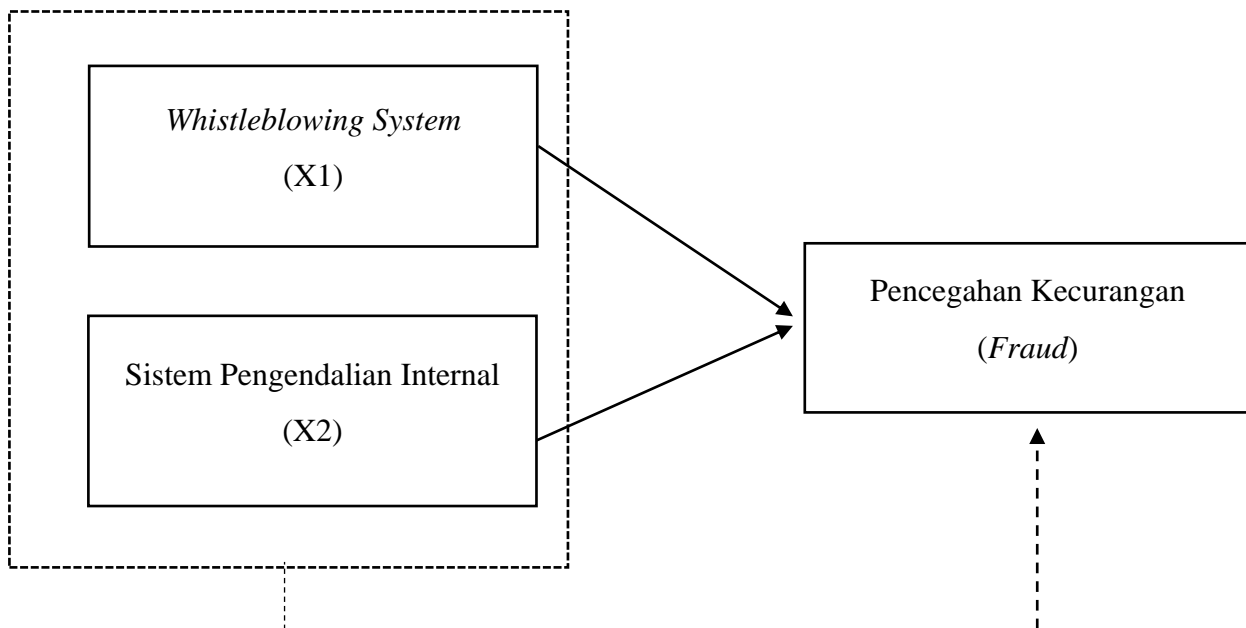 Whistleblowing System
(X1)
Sistem Pengendalian Internal
(X2)
Pencegahan Kecurangan
(Fraud)